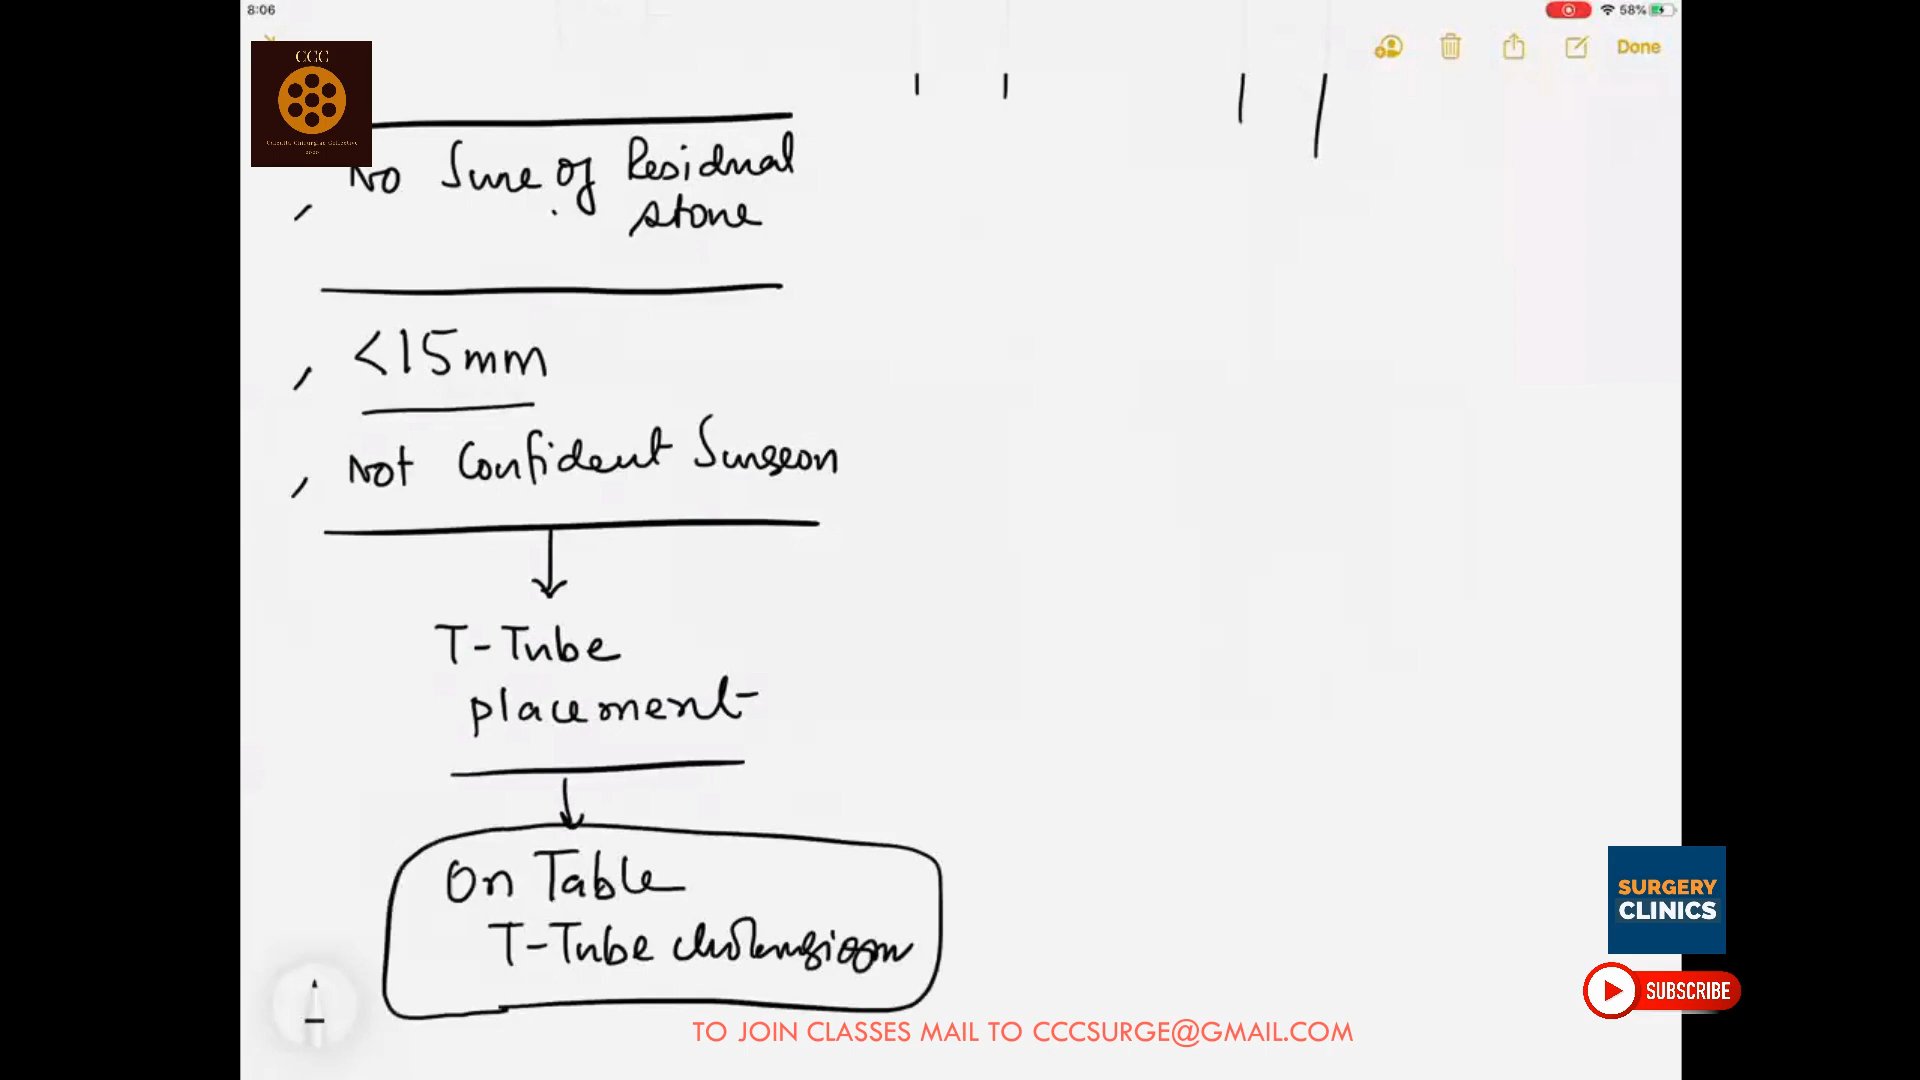 8:06
58%
Done
CCC
2020
No Sure of Residual
stone
<15mm
Not Confident Surgeon
T-Tube
placement
On Table
T-Tube cholangiogram
SURGERY
CLINICS
SUBSCRIBE
TO JOIN CLASSES MAIL TO CCCSURGE@GMAIL.COM